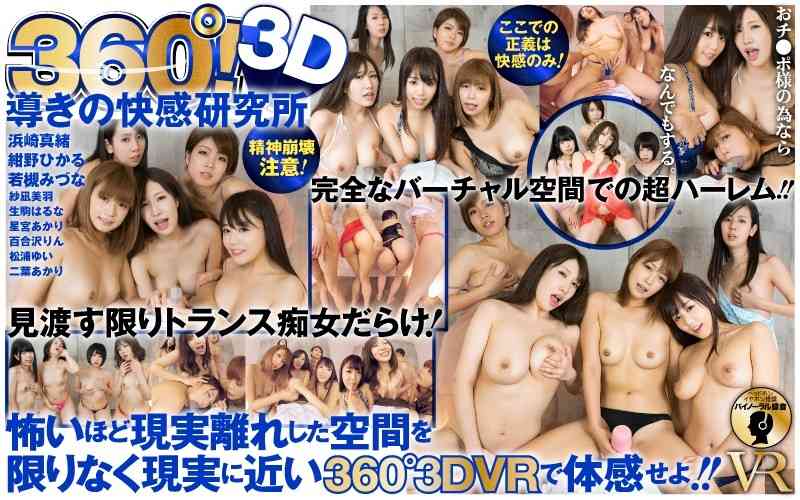 360°!3D
導きの快感研究所
浜崎真緒
紺野ひかる
若槻みづな
紗凪美羽
生駒はるな
星宮あかり
百合沢りん
松浦ゆい
二葉あかり
精神崩壊
注意!
ここでの
正義は
快感のみ!
おチ●ポ様の為なら
なんでもする。
完全なバーチャル空間での超ハーレム!!
見渡す限りトランス痴女だらけ!
怖いほど現実離れした空間を
限りなく現実に近い360°3DVRで体感せよ!!
バイノーラル録音
VR